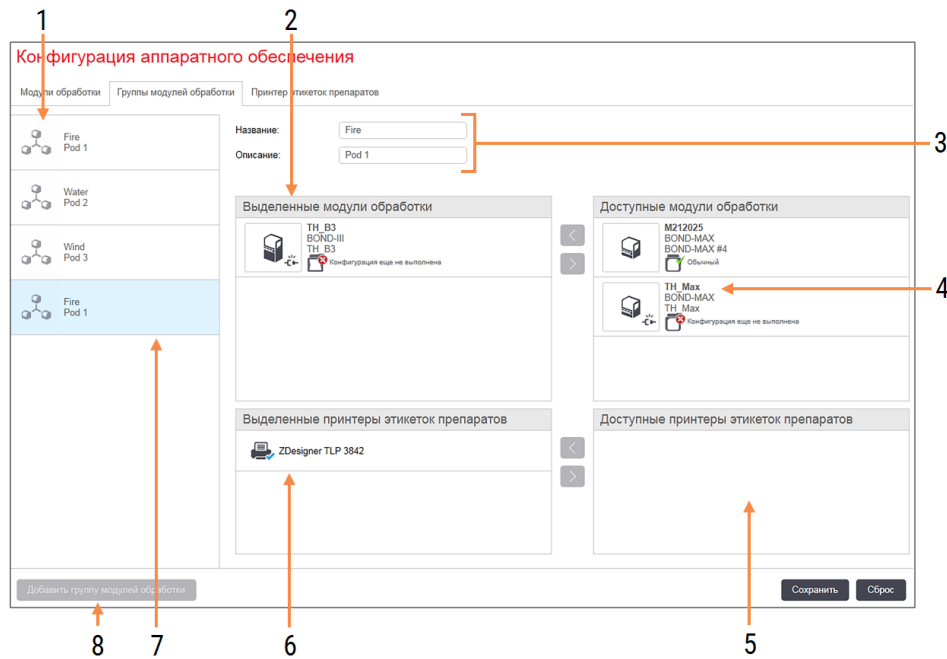 1
2
Конфигурация аппаратного обеспечения
Модули обработки
Группы модулей обработки
Принтер этикеток препаратов
Fire
Pod 1
Water
Pod 2
Wind
Pod 3
Fire
Pod 1
Название:
Fire
Описание:
Pod 1
3
Выделенные модули обработки
TH_B3
BOND-III
TH_B3
Конфигурация еще не выполнена
Доступные модули обработки
M212025
BOND-MAX
BOND-MAX #4
Обычный
TH_Max
BOND-MAX
TH_Max
Конфигурация еще не выполнена
4
Выделенные принтеры этикеток препаратов
ZDesigner TLP 3842
Доступные принтеры этикеток препаратов
Добавить группу модулей обработки
Сохранить
Сброс
8
7
6
5